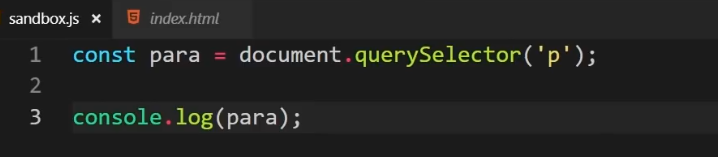 sandbox.js × index.html
1 const para = document.querySelector('p');
2
3 console.log(para);